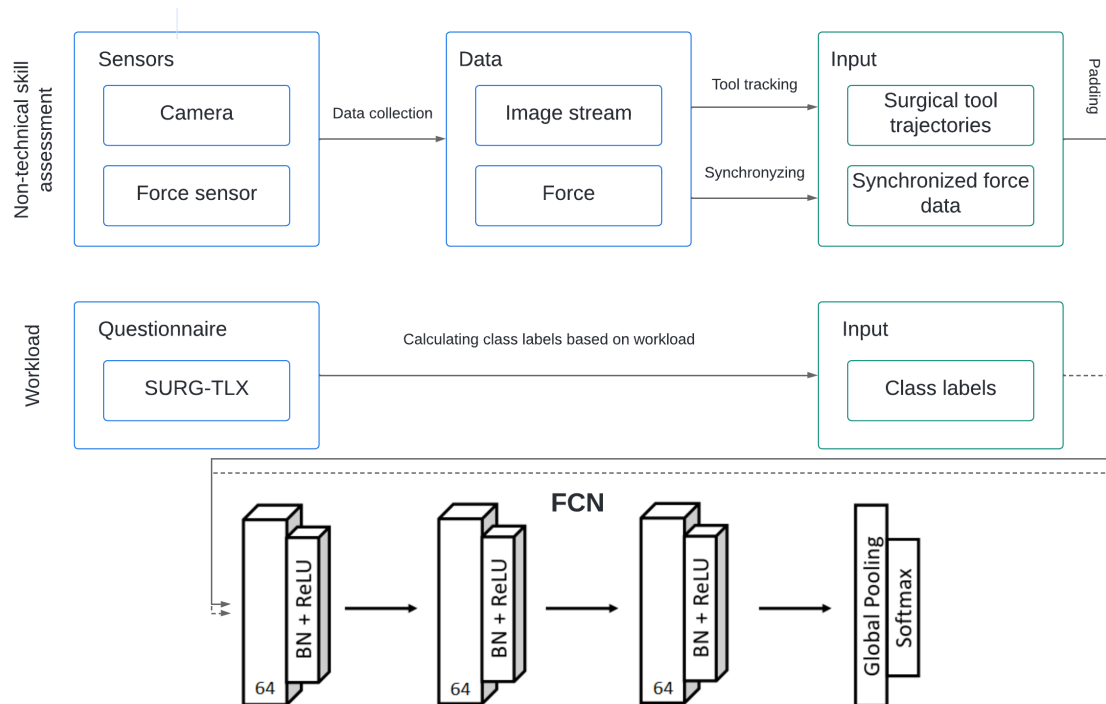 Non-technical skill
assessment
Sensors
Camera
Force sensor
Data collection
Data
Image stream
Force
Tool tracking
Synchronyzing
Input
Surgical tool
trajectories
Synchronized force
data
Padding
Workload
Questionnaire
SURG-TLX
Calculating class labels based on workload
Input
Class labels
FCN
64
BN + ReLU
64
BN + ReLU
64
BN + ReLU
Global Pooling
Softmax